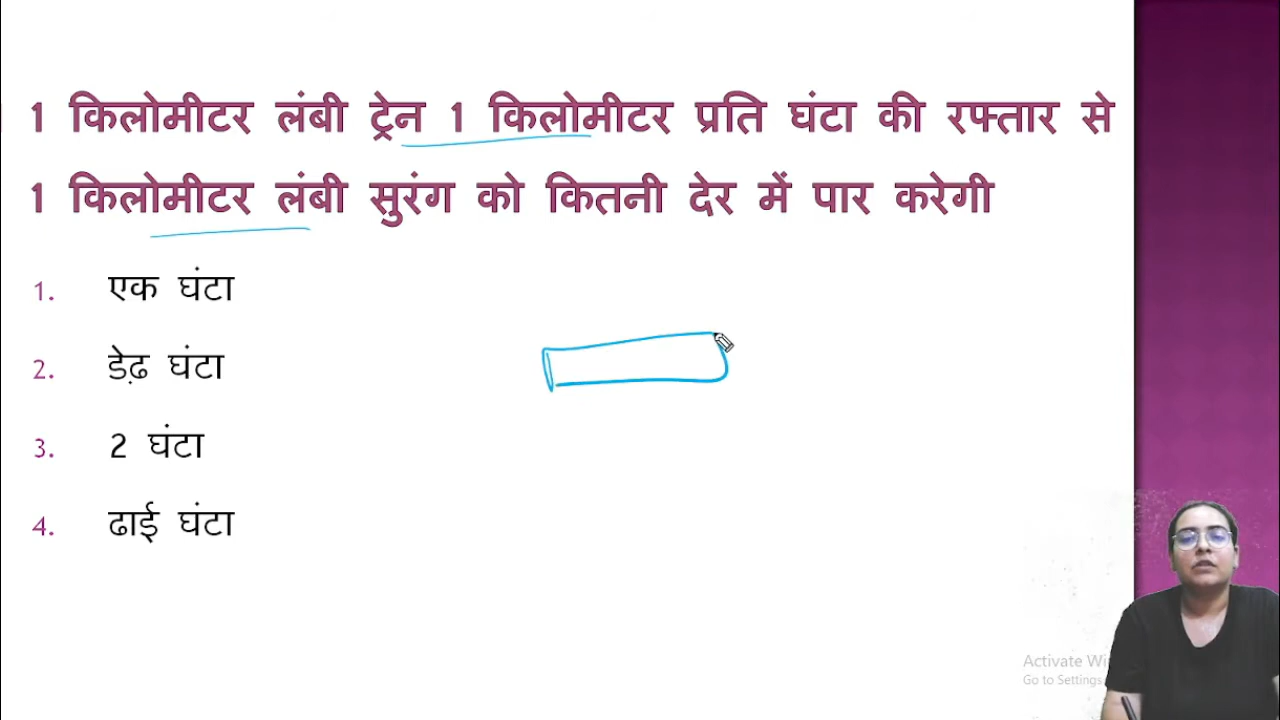 1 किलोमीटर लंबी ट्रेन 1 किलोमीटर प्रति घंटा की रफ्तार से
1 किलोमीटर लंबी सुरंग को कितनी देर में पार करेगी
1. एक घंटा
2. डेढ़ घंटा
3. 2 घंटा
4. ढाई घंटा
Activate Wi
Go to Settings